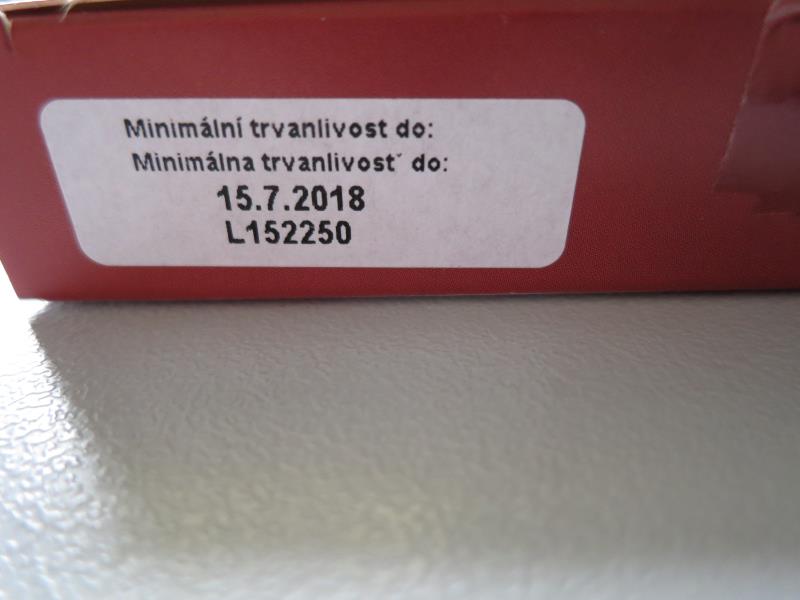 Minimální trvanlivost do:
Minimálna trvanlivosť do:
15.7.2018
L152250